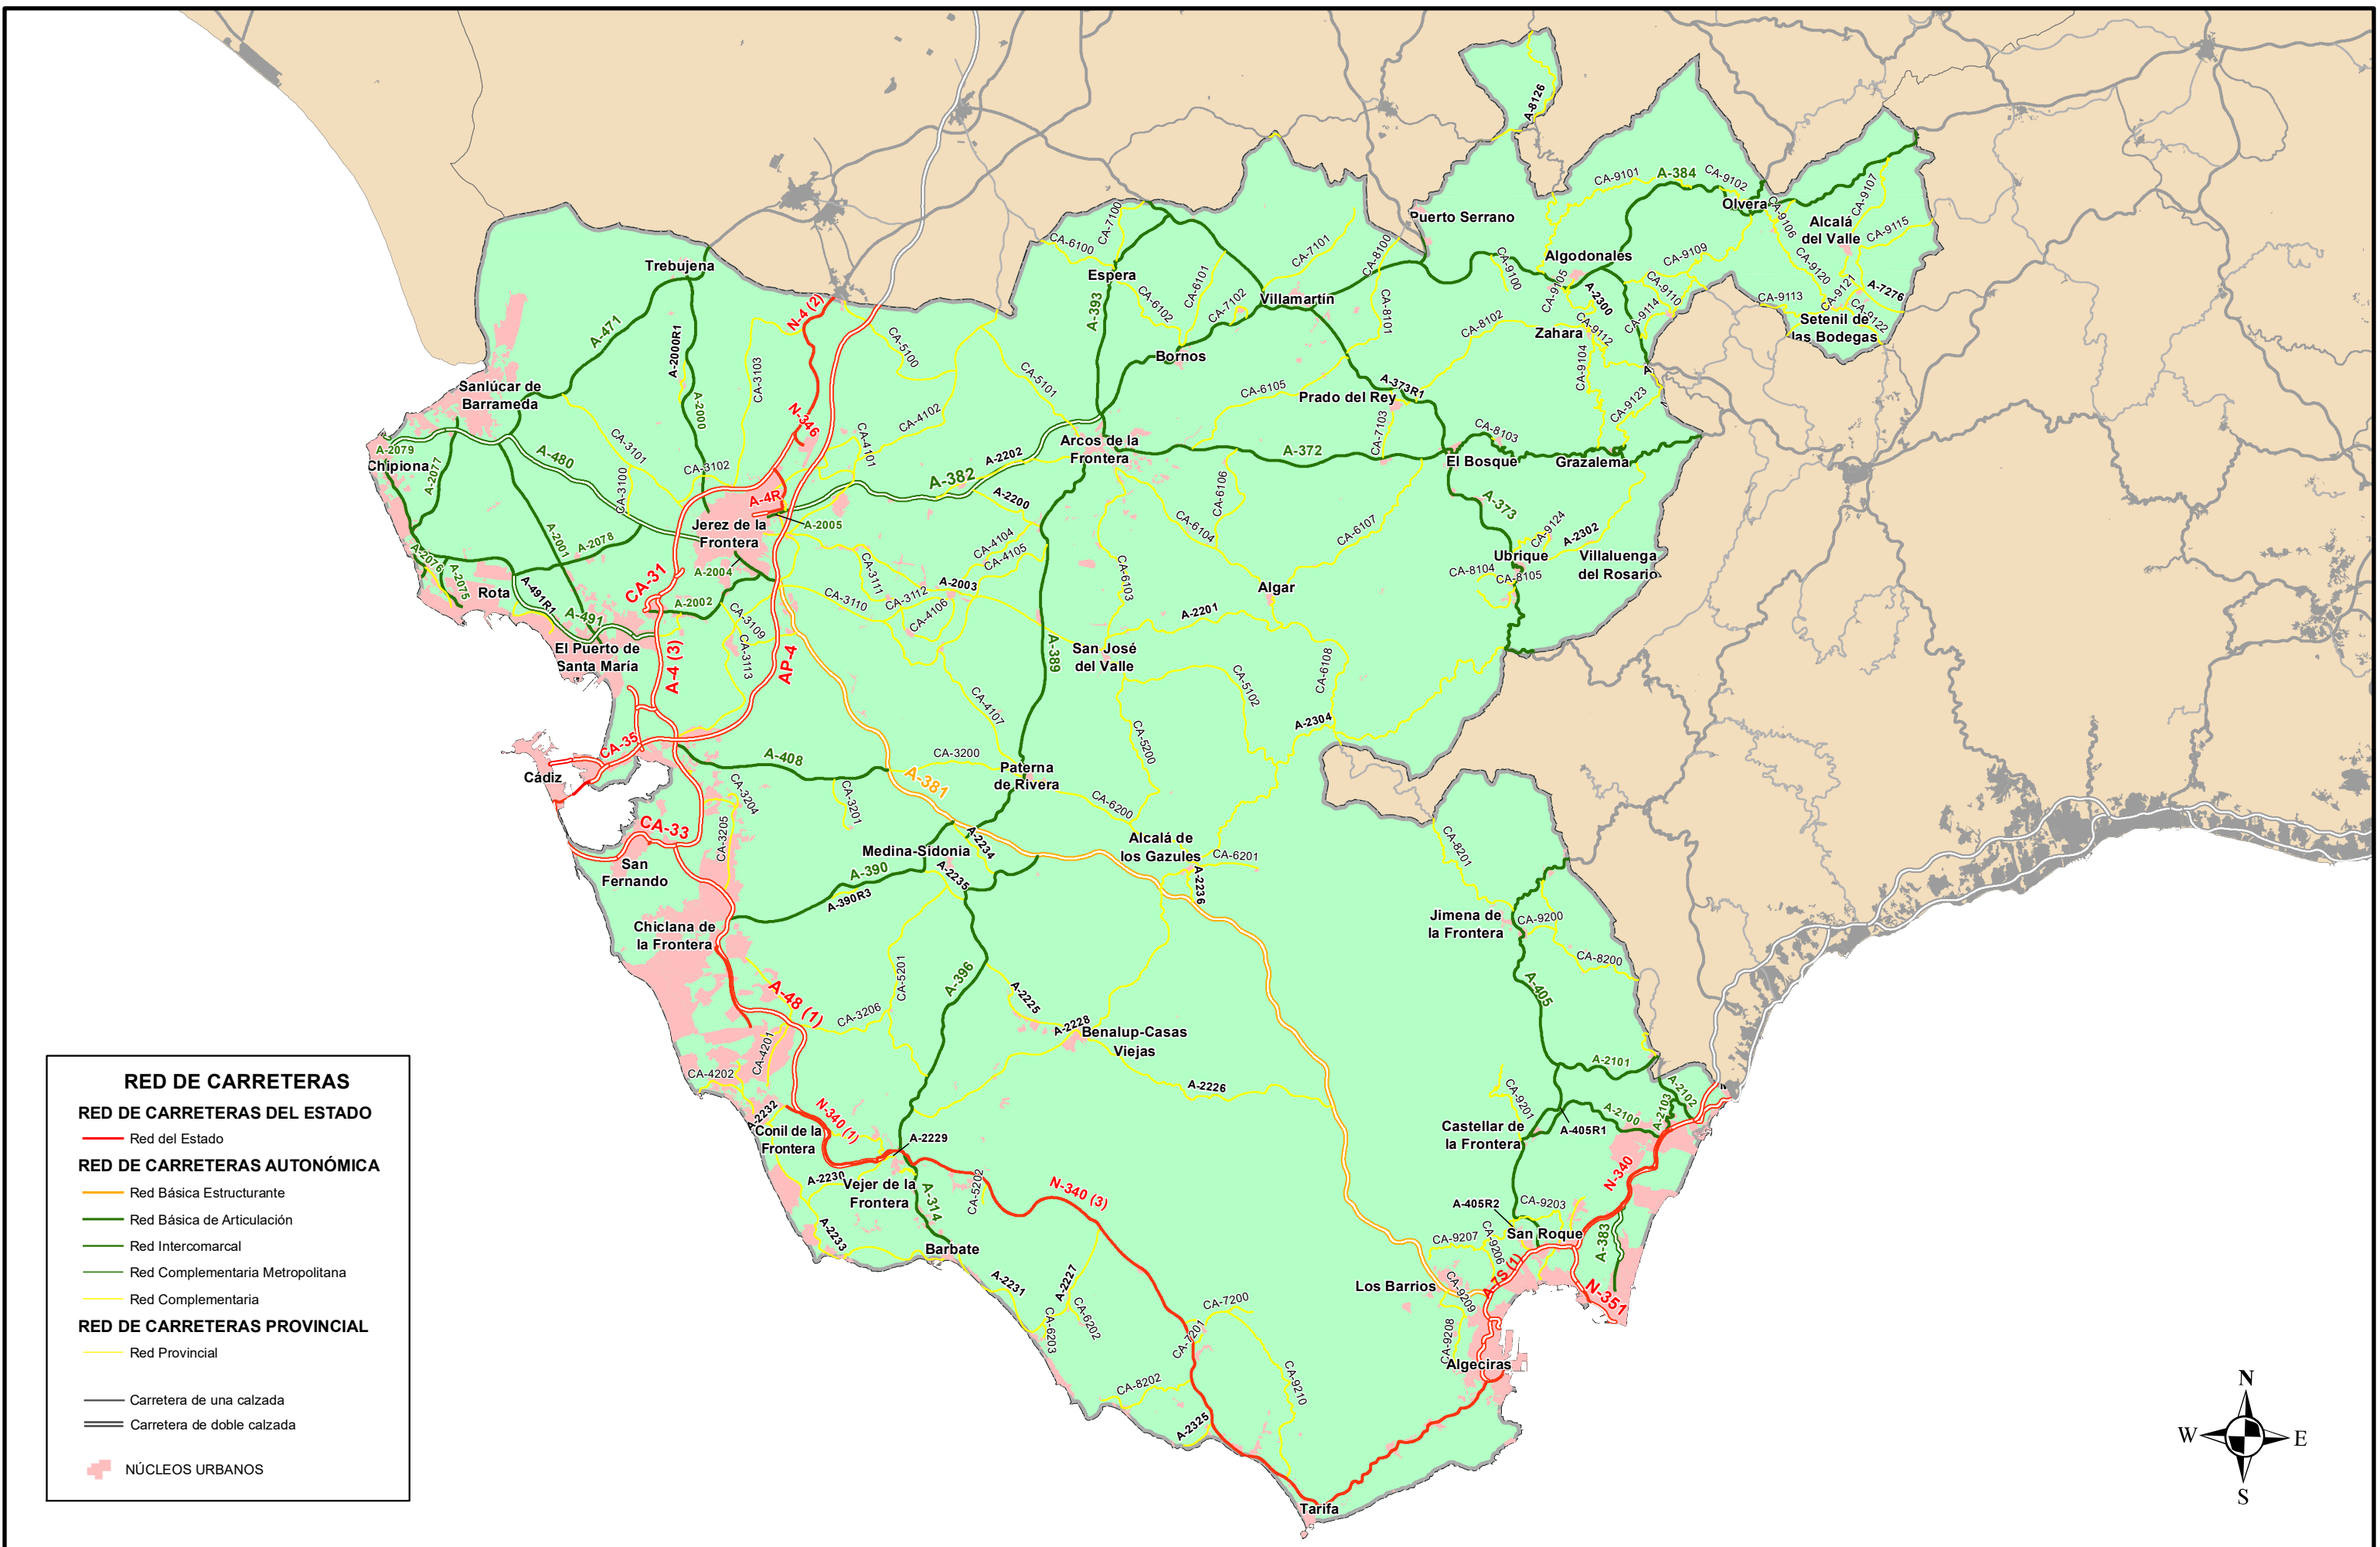 A-8126
CA-9101
A-384
CA-9102
CA-9107
Puerto Serrano
Olvera
CA-9106
Alcalá
del Valle
CA-9115
CA-7100
CA-6100
CA-7101
CA-8100
Algodonales
CA-9109
CA-9120
Trebujena
Espera
CA-6101
CA-9100
CA-9105
A-2300
CA-9110
CA-9121
A-7276
N-4 (2)
A-393
CA-6102
CA-7102
Villamartín
CA-8101
CA-8102
Zahara
CA-9112
CA-9114
CA-9113
CA-9122
Setenil de
las Bodegas
A-471
A-2000R1
CA-3103
CA-5100
Bornos
CA-9104
Sanlúcar de
Barrameda
CA-5101
CA-6105
A-373R1
Prado del Rey
CA-9123
A-2000
N-346
CA-4102
CA-7103
CA-8103
A-2079
Chipiona
A-2077
A-480
CA-3101
CA-3100
CA-3102
CA-4101
A-382
A-2202
Arcos de la
Frontera
A-372
El Bosque
Grazalema
A-4R
A-2200
CA-6106
A-373
Jerez de la
Frontera
A-2005
CA-6104
CA-6107
CA-9124
A-2302
A-2001
A-2078
A-2004
CA-4104
CA-4105
Ubrique
Villaluenga
del Rosario
A-2076
A-2075
Rota
A-491R1
CA-31
A-2002
CA-3111
A-2003
CA-3110
CA-3112
CA-4106
CA-6103
Algar
CA-8104
CA-8105
A-491
CA-3109
CA-3113
A-2201
El Puerto de
Santa María
A-4 (3)
AP-4
A-389
San José
del Valle
CA-5102
CA-6108
CA-4107
CA-5200
A-2304
CA-35
A-408
CA-3200
Cádiz
CA-3204
CA-3201
A-381
Paterna
de Rivera
CA-6200
CA-33
CA-3205
A-2234
Alcalá de
los Gazules
CA-6201
CA-8201
San
Fernando
Medina-Sidonia
A-390
A-2235
A-390R3
A-2236
Chiclana de
la Frontera
Jimena de
la Frontera
CA-9200
CA-8200
CA-5201
A-396
A-2225
A-405
A-48 (1)
CA-3206
A-2228
Benalup-Casas
Viejas
CA-4201
CA-4202
A-2226
A-2101
CA-9201
A-2102
A-2103
A-2100
A-2232
N-340 (1)
Conil de la
Frontera
A-2229
Castellar de
la Frontera
A-405R1
A-2230
Vejer de la
Frontera
A-314
CA-5202
N-340 (3)
N-340
A-405R2
CA-9203
A-2233
Barbate
CA-9207
CA-9206
San Roque
A-383
A-2231
A-2227
CA-6202
CA-6203
Los Barrios
CA-9209
A-7S (1)
N-351
CA-7200
CA-7201
CA-9208
Algeciras
CA-8202
CA-9210
A-2325
Tarifa
RED DE CARRETERAS
RED DE CARRETERAS DEL ESTADO
Red del Estado
RED DE CARRETERAS AUTONÓMICA
Red Básica Estructurante
Red Básica de Articulación
Red Intercomarcal
Red Complementaria Metropolitana
Red Complementaria
RED DE CARRETERAS PROVINCIAL
Red Provincial
Carretera de una calzada
Carretera de doble calzada
NÚCLEOS URBANOS
N
W
E
S